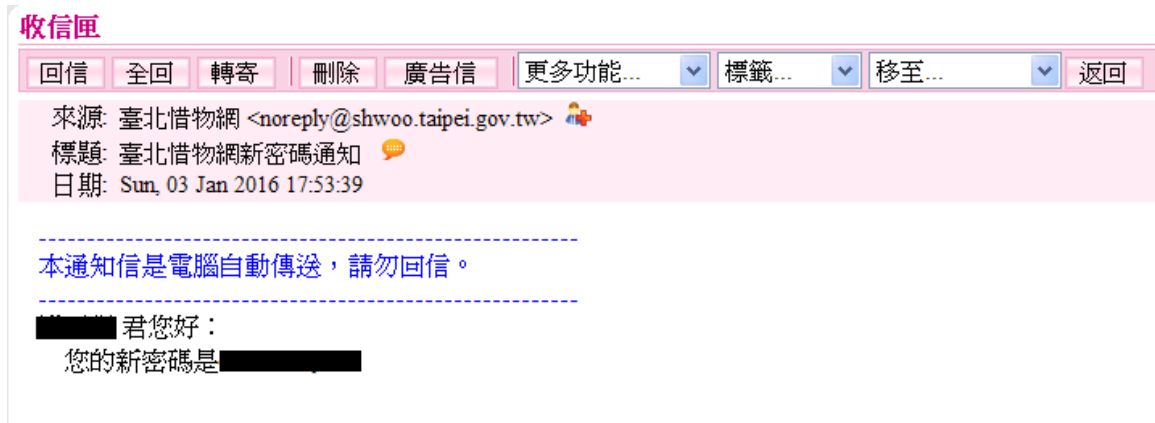 收信匣
回信 全回 轉寄 刪除 廣告信 更多功能... 標籤... 移至... 返回
來源: 臺北惜物網 <noreply@shwoo.taipei.gov.tw>
標題: 臺北惜物網新密碼通知
日期: Sun, 03 Jan 2016 17:53:39
--------------------------------------------------------
本通知信是電腦自動傳送，請勿回信。
--------------------------------------------------------
君您好：
您的新密碼是